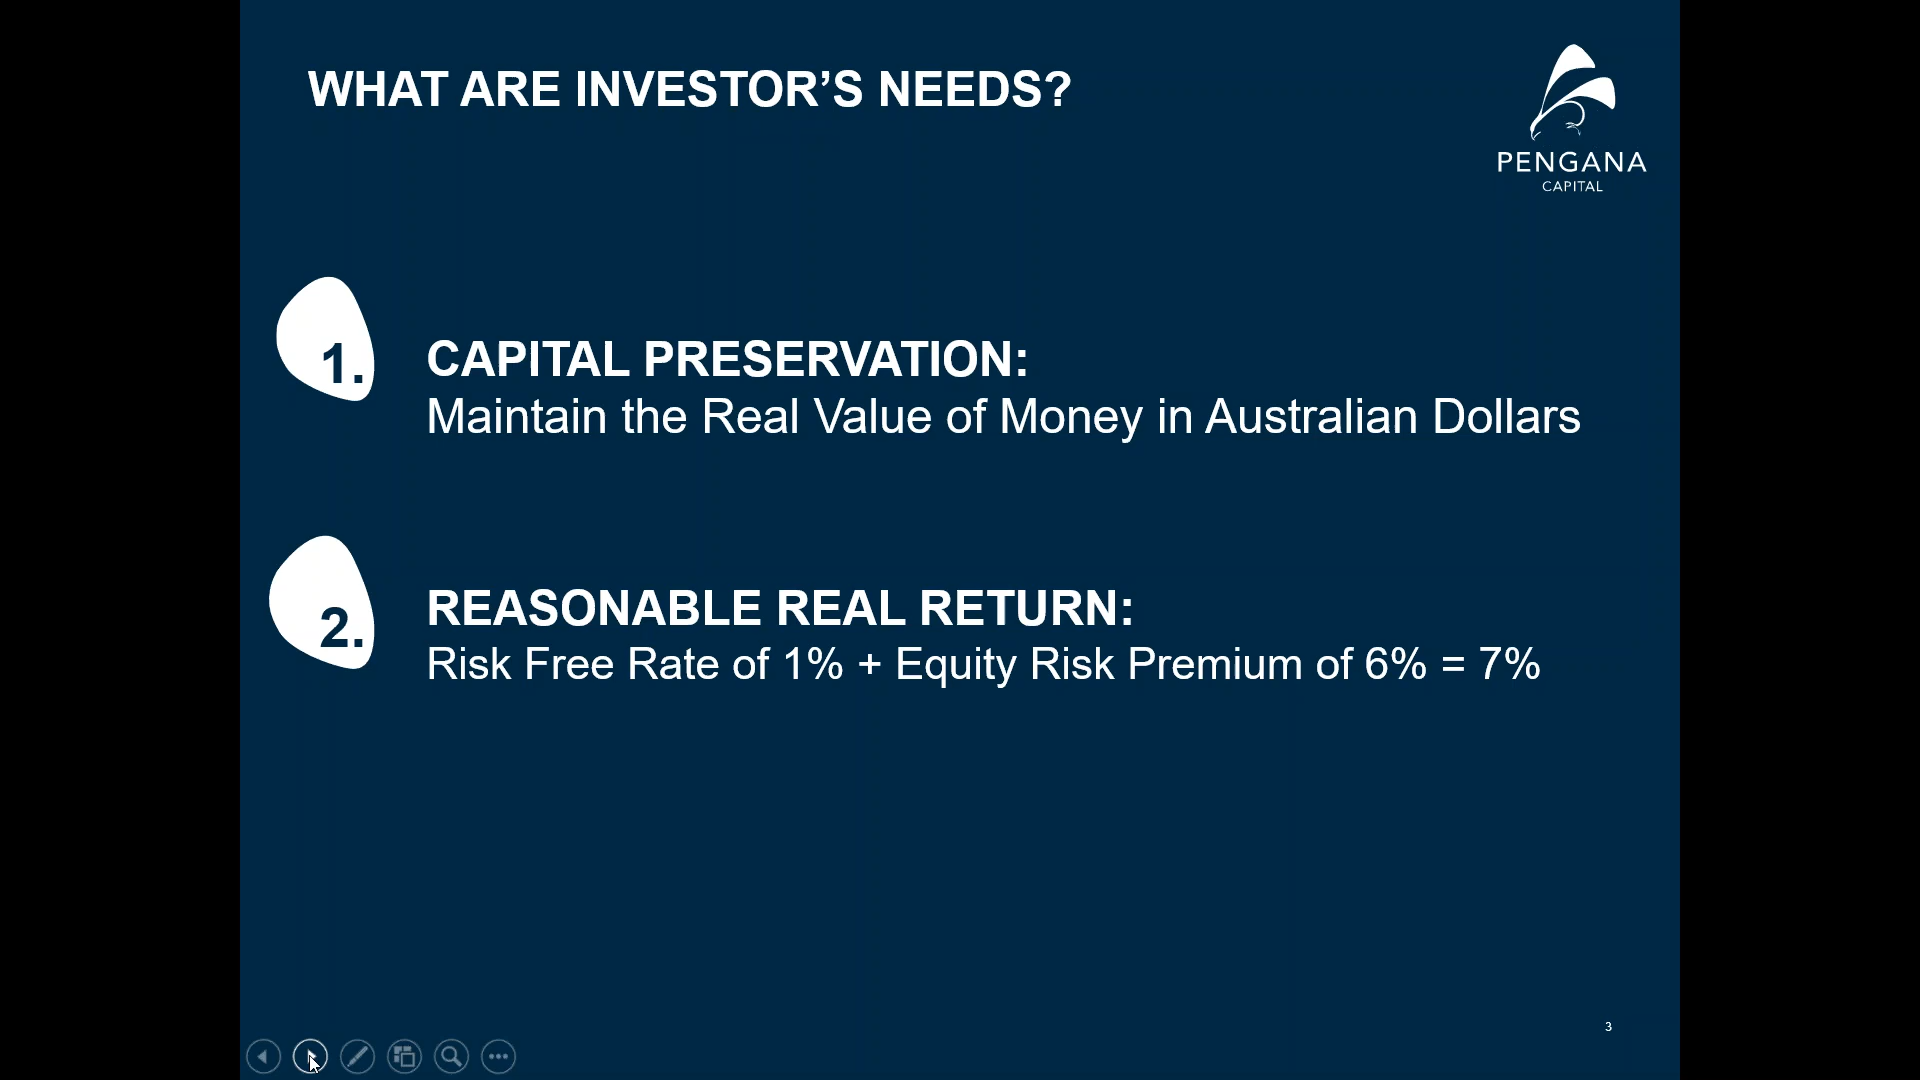 WHAT ARE INVESTOR’S NEEDS?
PENGANA
CAPITAL
1.
CAPITAL PRESERVATION:
Maintain the Real Value of Money in Australian Dollars
2.
REASONABLE REAL RETURN:
Risk Free Rate of 1% + Equity Risk Premium of 6% = 7%
3